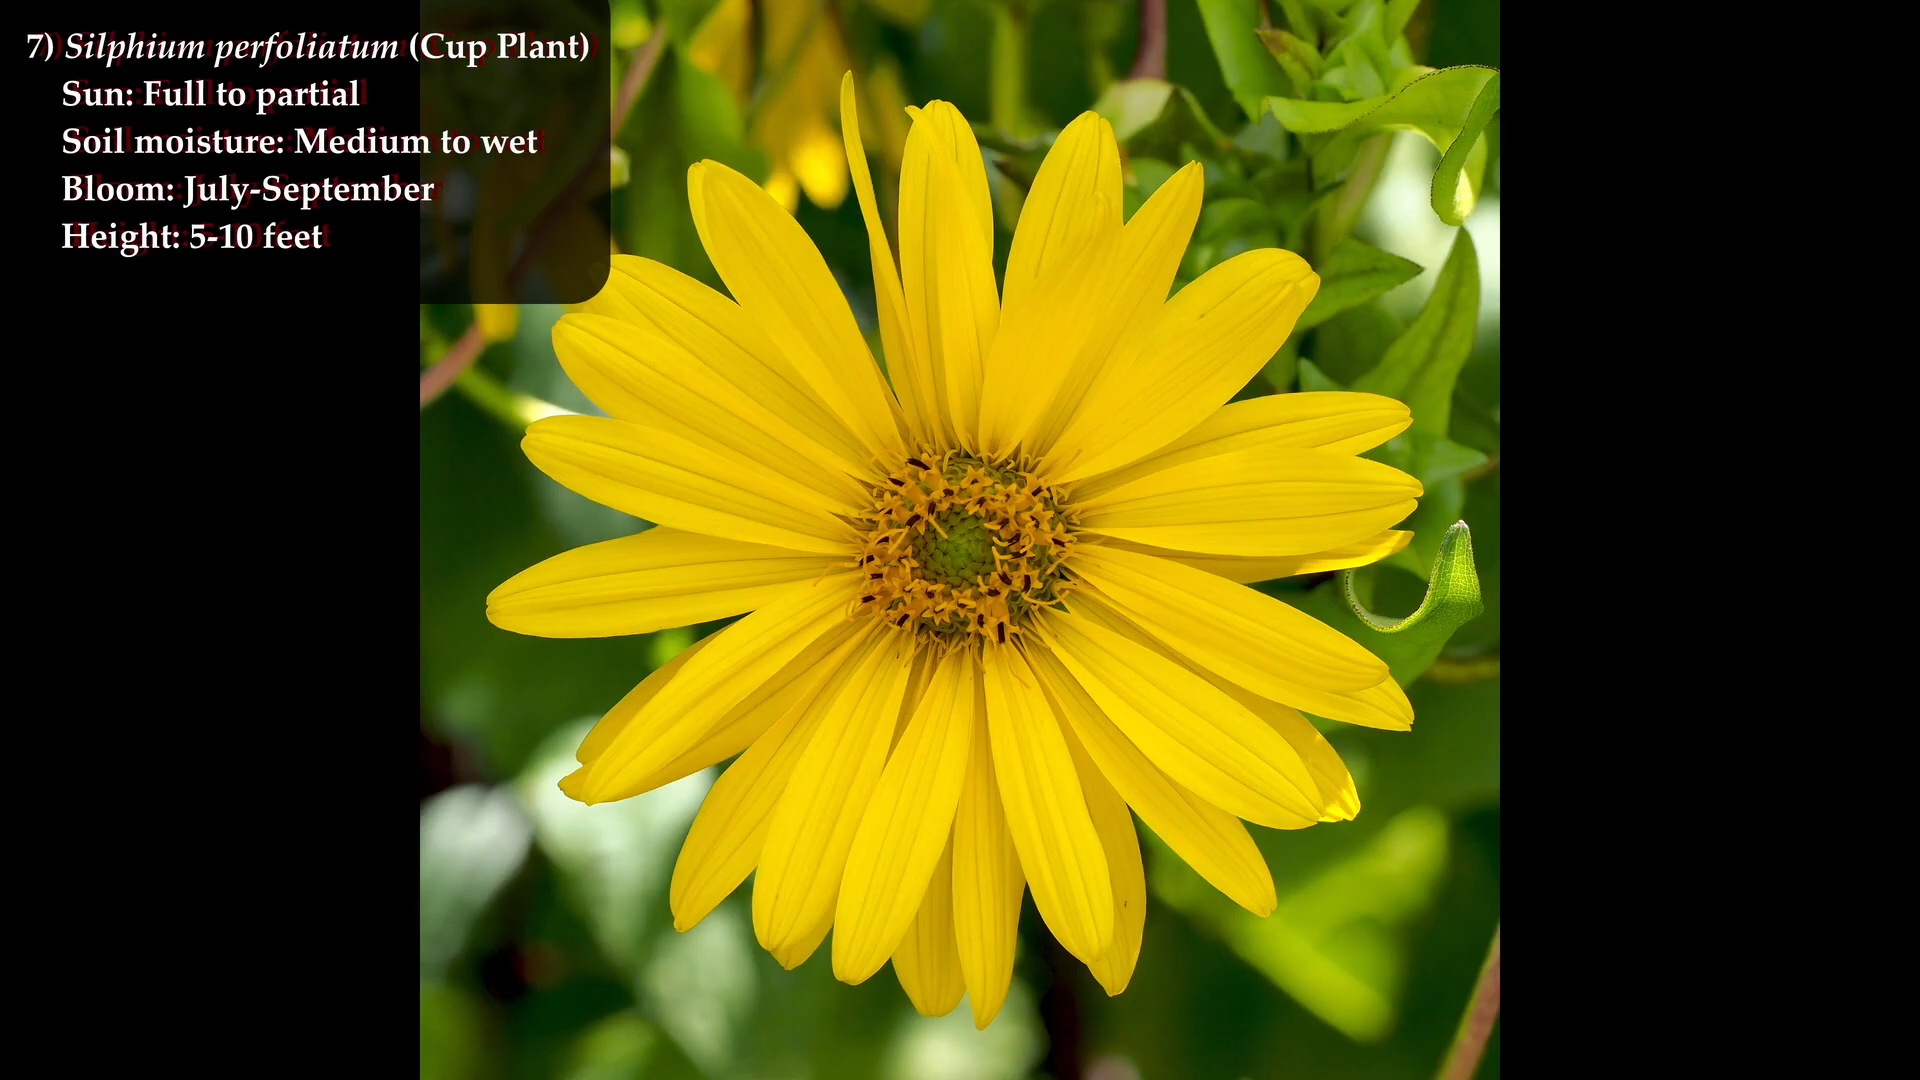 7) Silphium perfoliatum (Cup Plant)
Sun: Full to partial
Soil moisture: Medium to wet
Bloom: July-September
Height: 5-10 feet